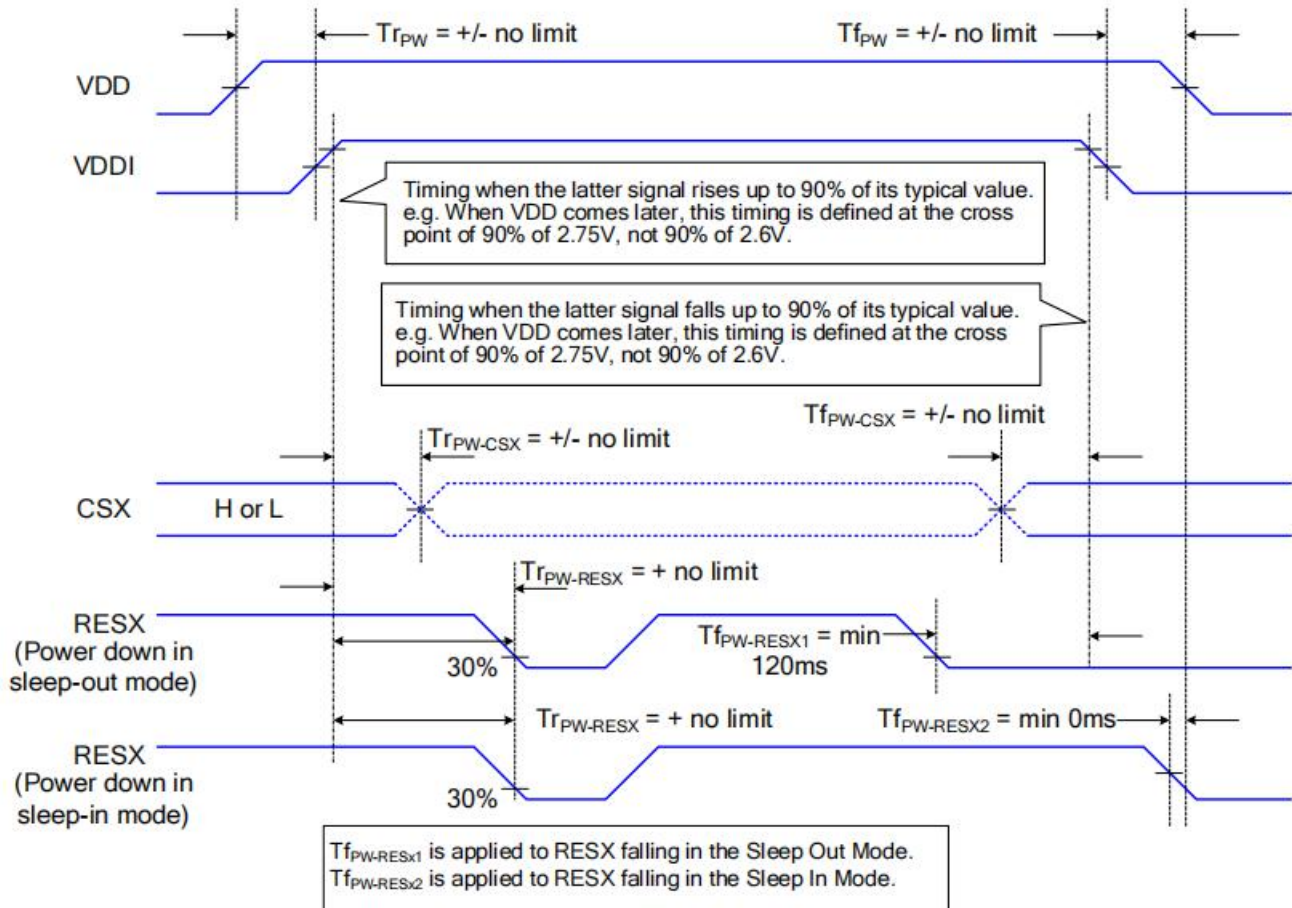 TrPW = +/- no limit
TfPW = +/- no limit
VDD
VDDI
Timing when the latter signal rises up to 90% of its typical value.
e.g. When VDD comes later, this timing is defined at the cross
point of 90% of 2.75V, not 90% of 2.6V.
Timing when the latter signal falls up to 90% of its typical value.
e.g. When VDD comes later, this timing is defined at the cross
point of 90% of 2.75V, not 90% of 2.6V.
TfPW-CSX = +/- no limit
TrPW-CSX = +/- no limit
CSX
H or L
TrPW-RESX = + no limit
RESX
(Power down in
sleep-out mode)
30%
TfPW-RESX1 = min
120ms
TrPW-RESX = + no limit
TfPW-RESX2 = min 0ms
RESX
(Power down in
sleep-in mode)
30%
TfPW-RESx1 is applied to RESX falling in the Sleep Out Mode.
TfPW-RESx2 is applied to RESX falling in the Sleep In Mode.